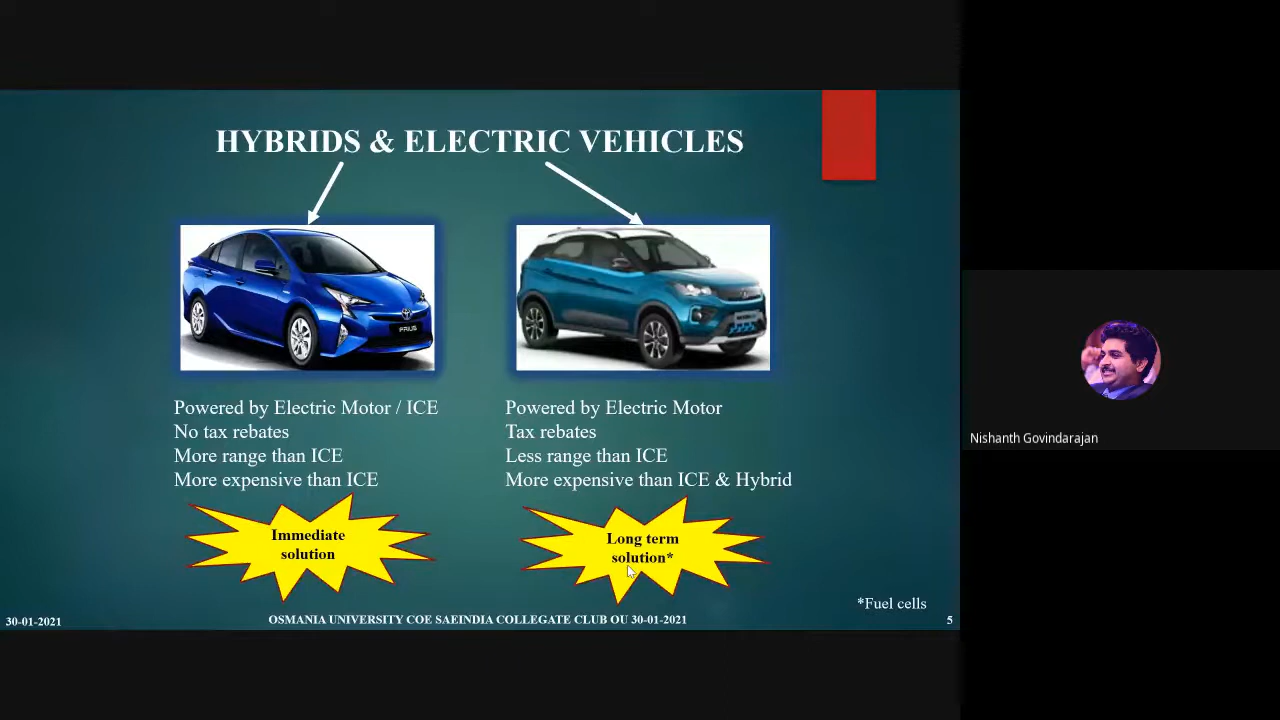 HYBRIDS & ELECTRIC VEHICLES
PRIUS
Powered by Electric Motor / ICE
No tax rebates
More range than ICE
More expensive than ICE
Immediate
solution
Powered by Electric Motor
Tax rebates
Less range than ICE
More expensive than ICE & Hybrid
Long term
solution*
*Fuel cells
30-01-2021
OSMANIA UNIVERSITY COE SAEINDIA COLLEGATE CLUB OU 30-01-2021
5
Nishanth Govindarajan